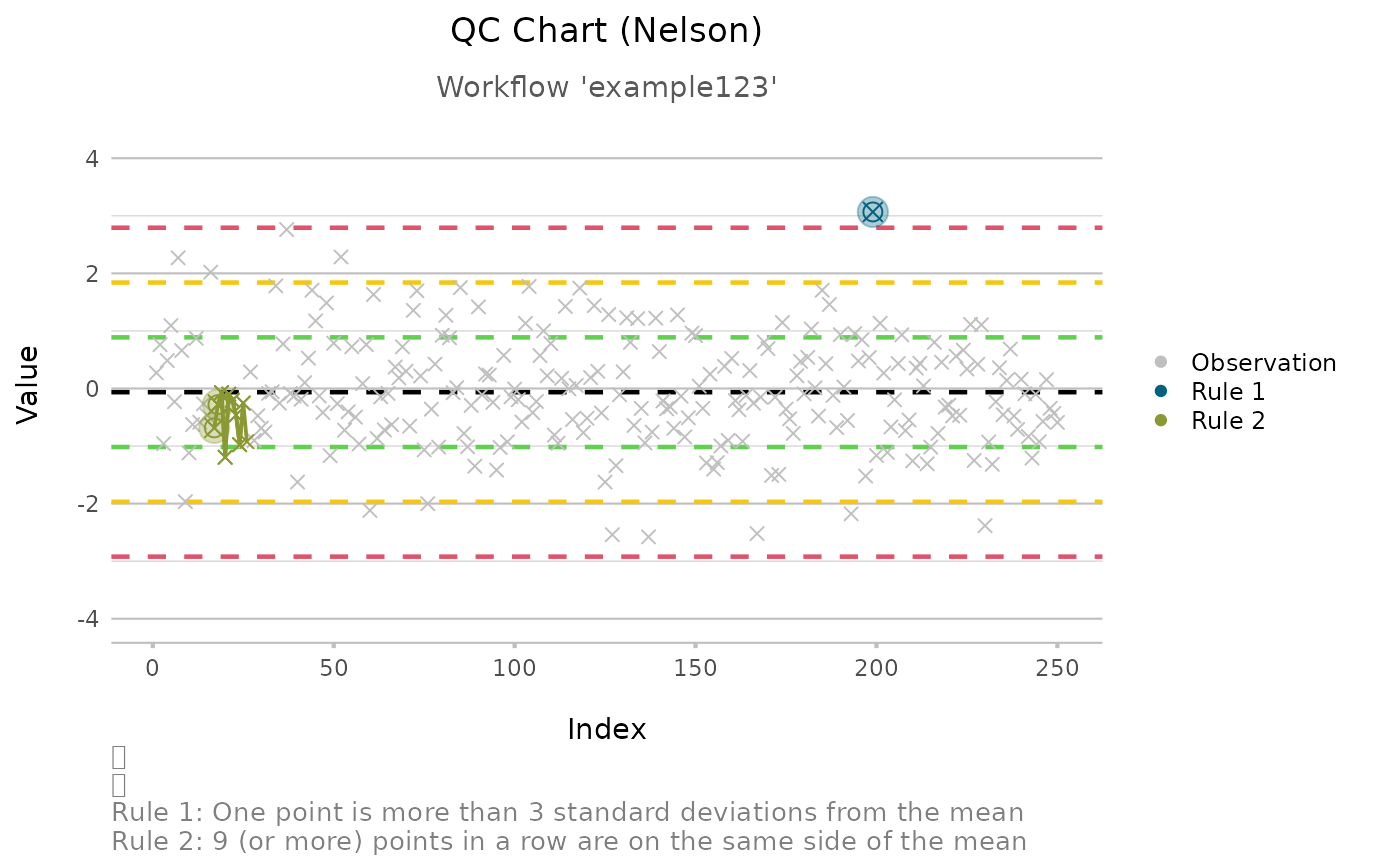 QC Chart (Nelson)
Workflow 'example123'
Value
4
2
0
-2
-4
0 50 100 150 200 250
Index
Observation
Rule 1
Rule 2
Rule 1: One point is more than 3 standard deviations from the mean
Rule 2: 9 (or more) points in a row are on the same side of the mean